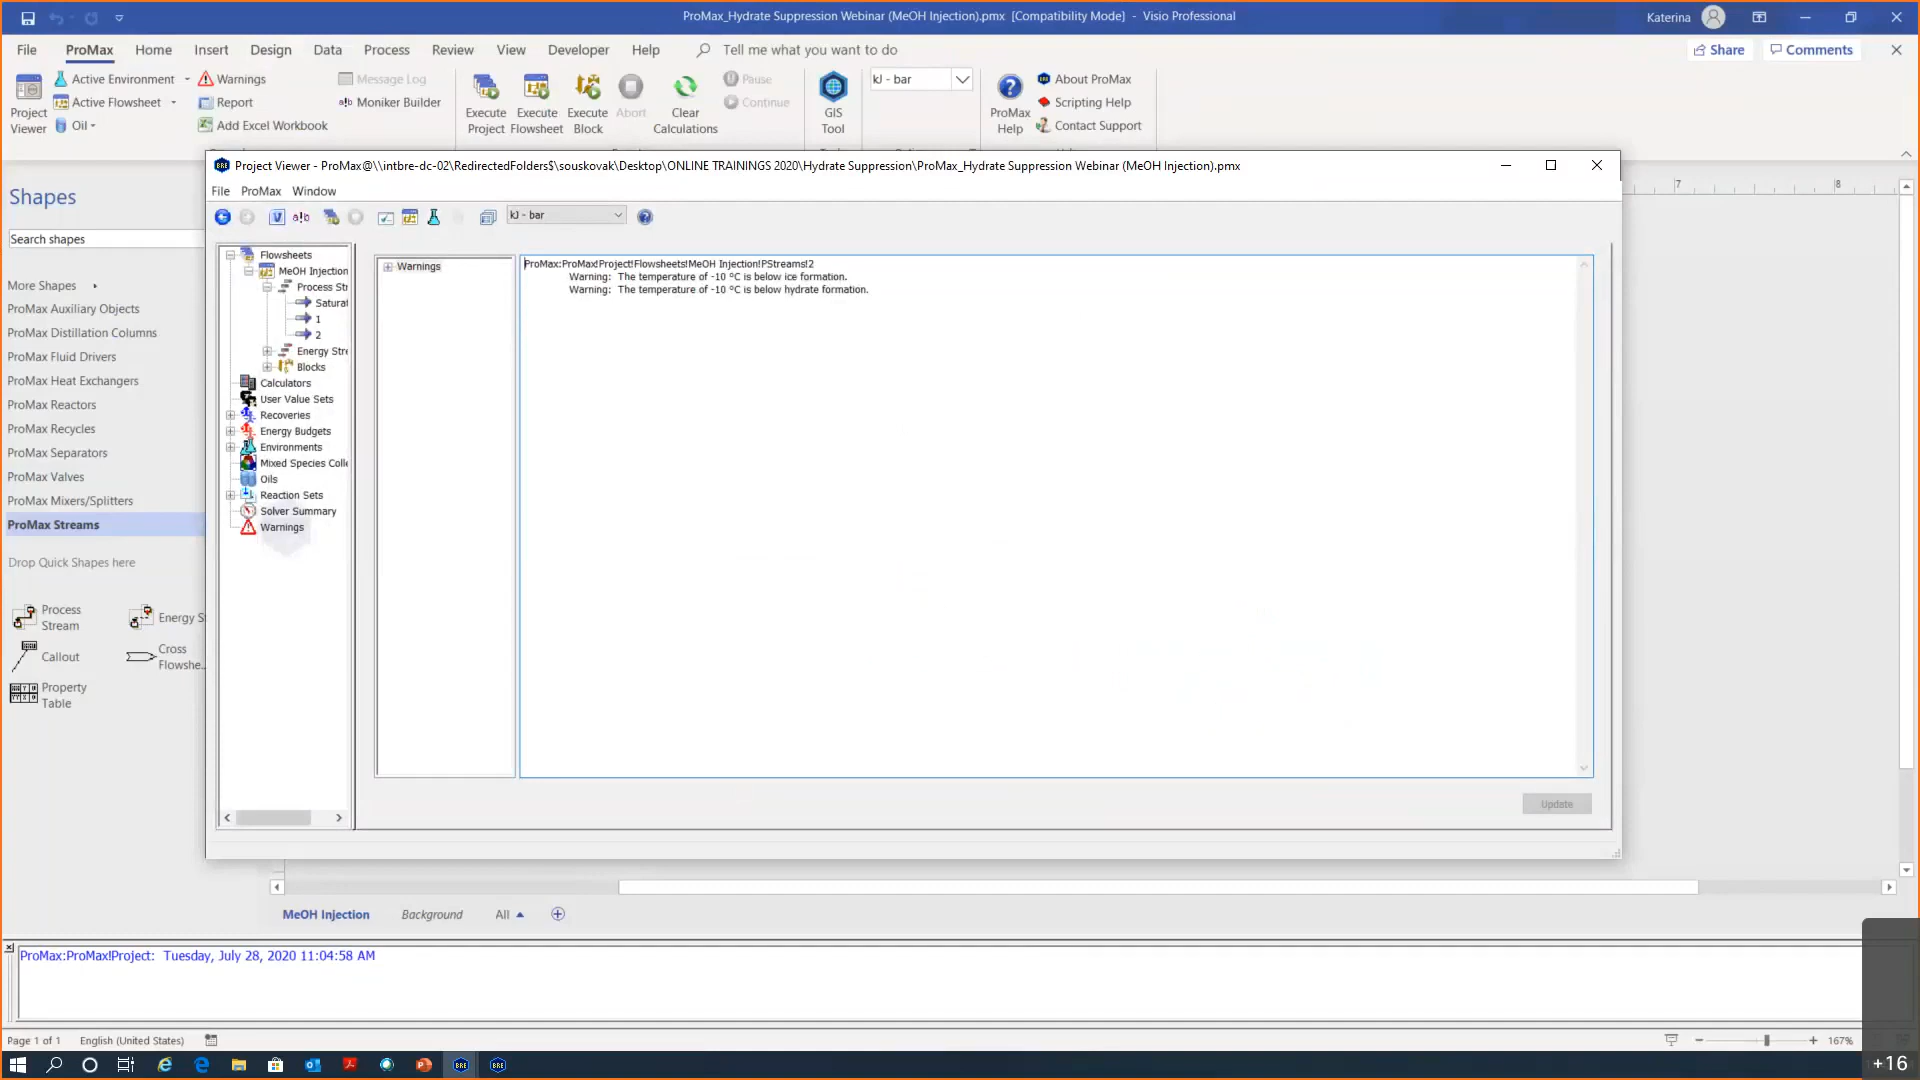 ProMax_Hydrate Suppression Webinar (MeOH Injection).pmx [Compatibility Mode] - Visio Professional
Katerina
File ProMax Home Insert Design Data Process Review View Developer Help Tell me what you want to do
Share Comments
Project Viewer
Active Environment
Active Flowsheet
Oil
Warnings
Report
Add Excel Workbook
Message Log
Moniker Builder
Execute Project
Execute Flowsheet
Execute Block
Abort
Clear Calculations
Pause
Continue
GIS Tool
kJ - bar
ProMax Help
About ProMax
Scripting Help
Contact Support
Project Viewer - ProMax@\\intbre-dc-02\RedirectedFolders$\souskovak\Desktop\ONLINE TRAININGS 2020\Hydrate Suppression\ProMax_Hydrate Suppression Webinar (MeOH Injection).pmx
File ProMax Window
kJ - bar
7 8
Shapes
Search shapes
More Shapes
ProMax Auxiliary Objects
ProMax Distillation Columns
ProMax Fluid Drivers
ProMax Heat Exchangers
ProMax Reactors
ProMax Recycles
ProMax Separators
ProMax Valves
ProMax Mixers/Splitters
ProMax Streams
Drop Quick Shapes here
Process Stream
Energy S
Callout
Cross Flowshe...
Property Table
Flowsheets
MeOH Injection
Process Str
Saturat
1
2
Energy Stre
Blocks
Calculators
User Value Sets
Recoveries
Energy Budgets
Environments
Mixed Species Colle
Oils
Reaction Sets
Solver Summary
Warnings
Warnings
ProMax:ProMax!Project!Flowsheets!MeOH Injection!PStreams!2
Warning: The temperature of -10 °C is below ice formation.
Warning: The temperature of -10 °C is below hydrate formation.
Update
MeOH Injection Background All
ProMax:ProMax!Project: Tuesday, July 28, 2020 11:04:58 AM
Page 1 of 1 English (United States)
167%
+16